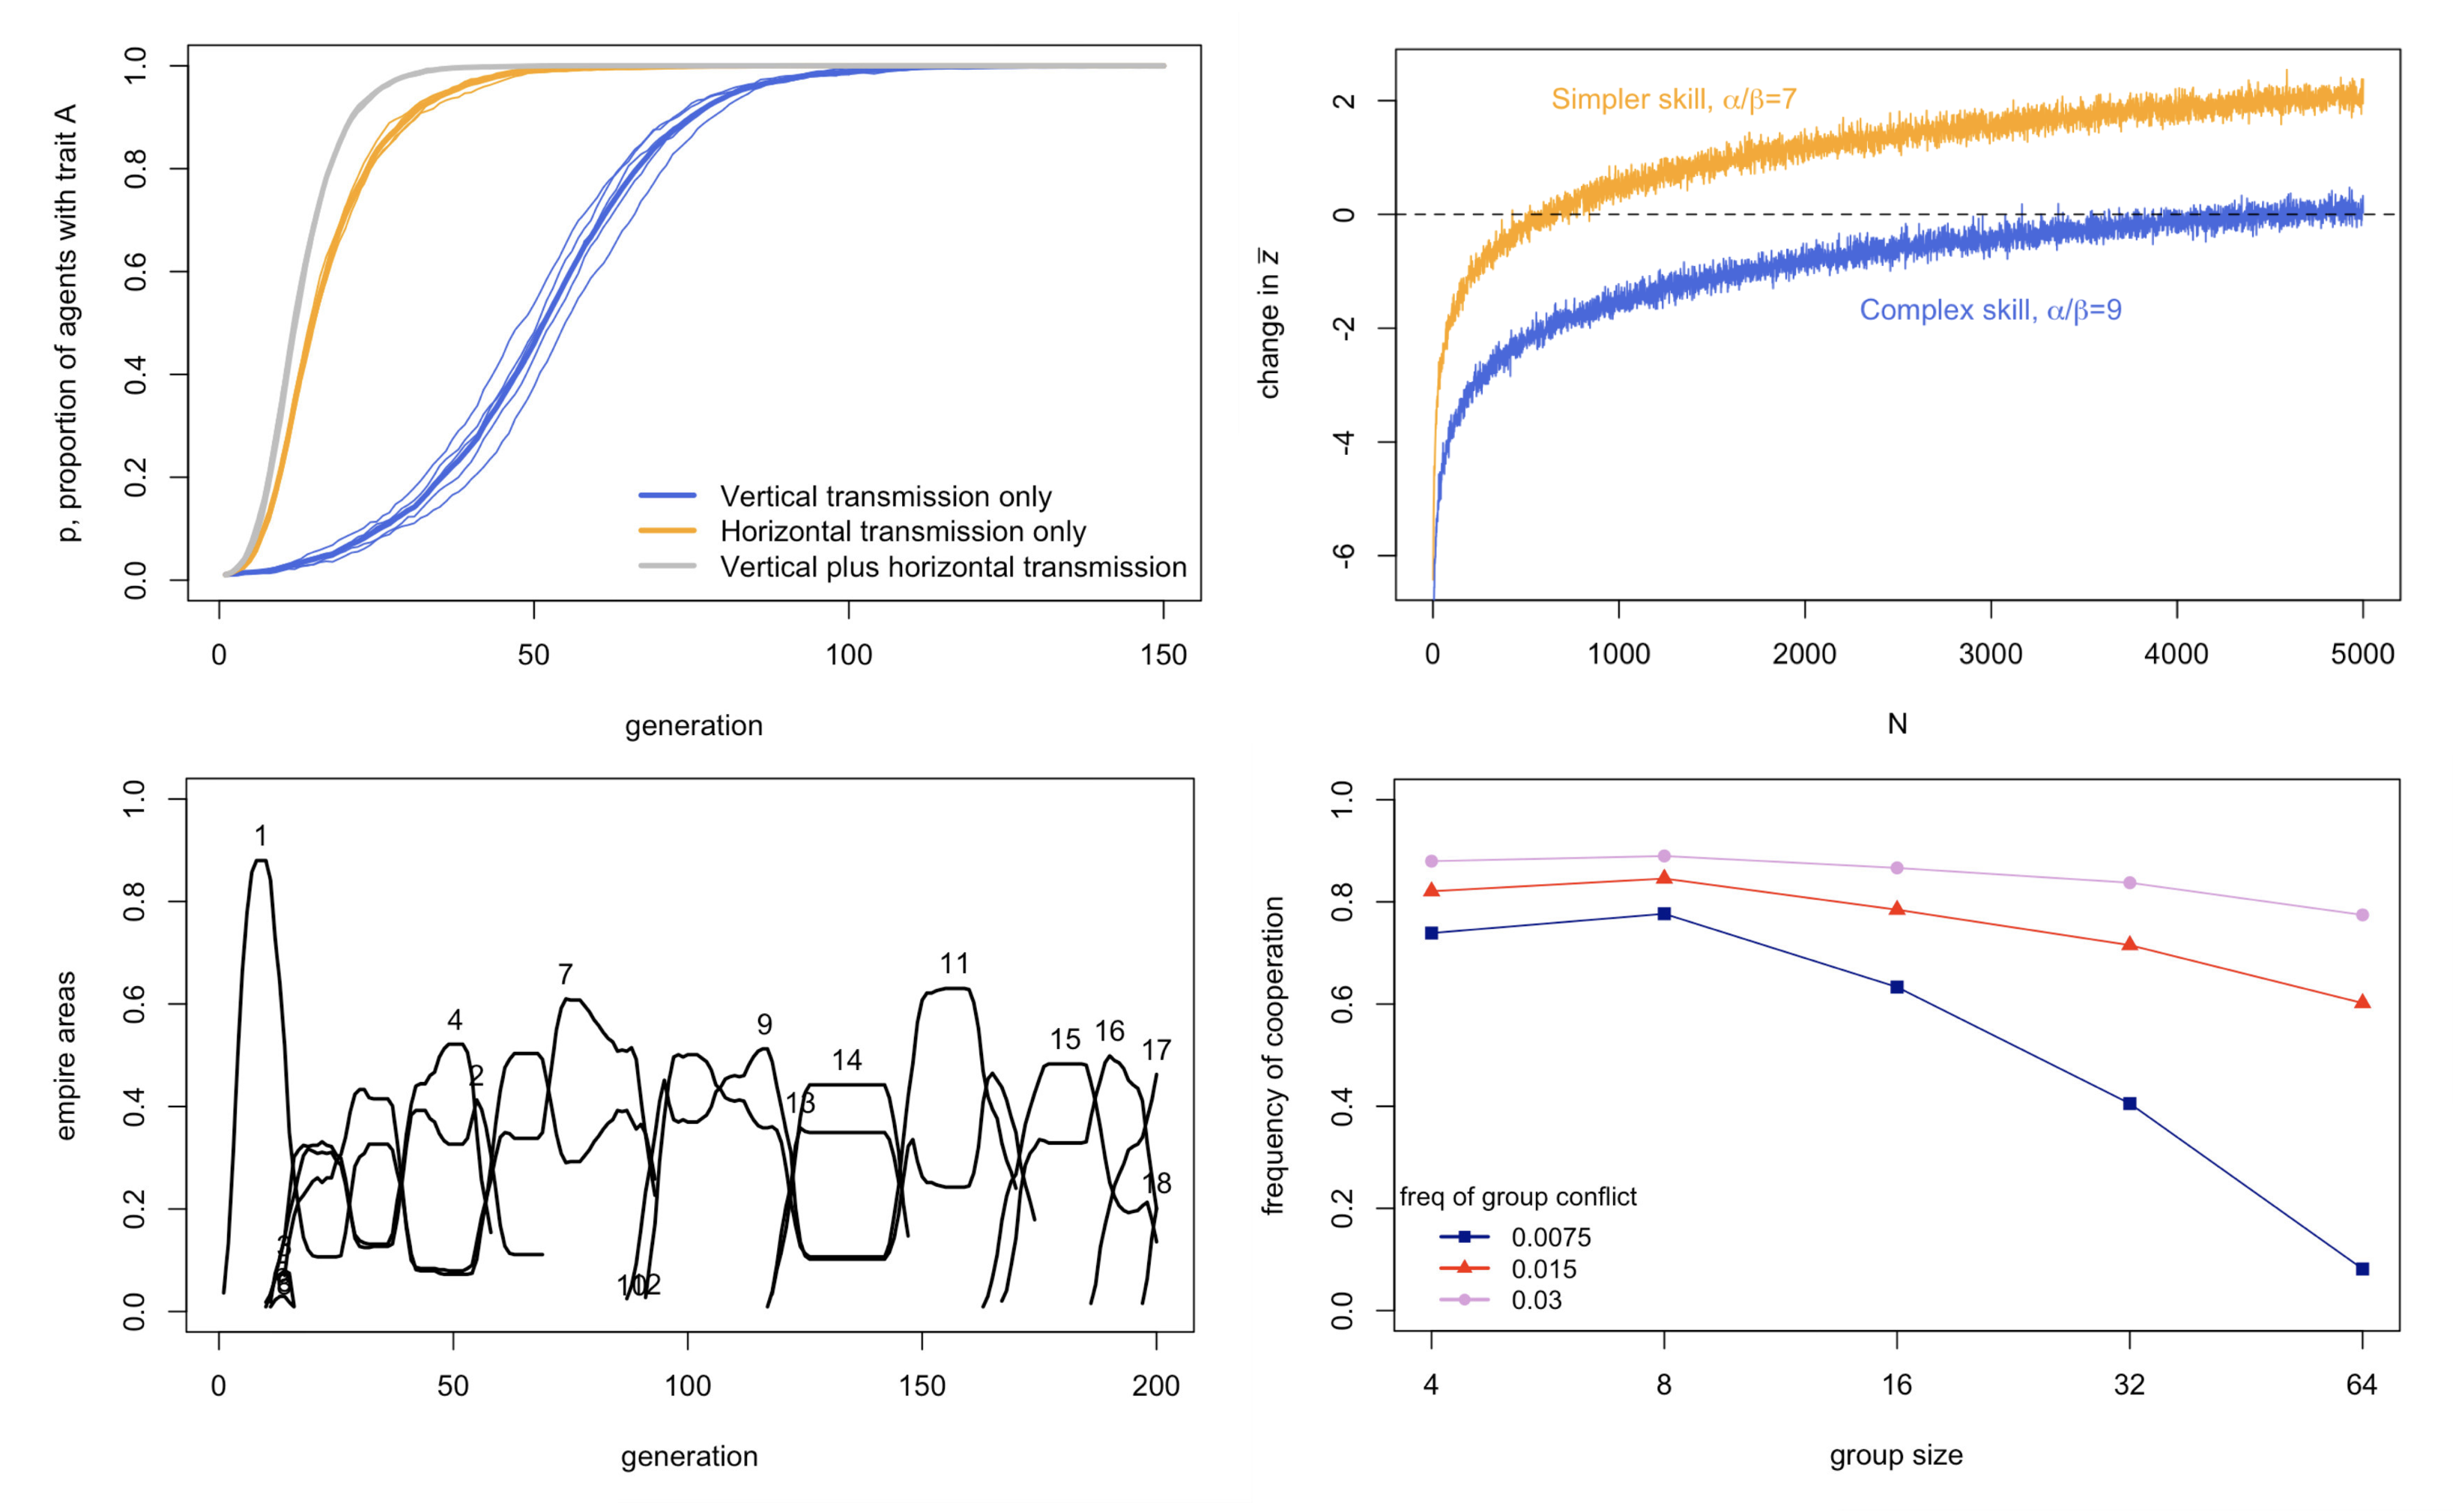 p, proportion of agents with trait A
1.0
0.8
0.6
0.4
0.2
0.0
Vertical transmission only
Horizontal transmission only
Vertical plus horizontal transmission
0 50 100 150
generation
change in z̅
2
0
-2
-4
-6
Simpler skill, α/β=7
Complex skill, α/β=9
0 1000 2000 3000 4000 5000
N
empire areas
1.0
0.8
0.6
0.4
0.2
0.0
1
7
11
4
9
16
15
17
14
2
13
18
3
10
12
0 50 100 150 200
generation
frequency of cooperation
1.0
0.8
0.6
0.4
0.2
0.0
freq of group conflict
0.0075
0.015
0.03
4 8 16 32 64
group size